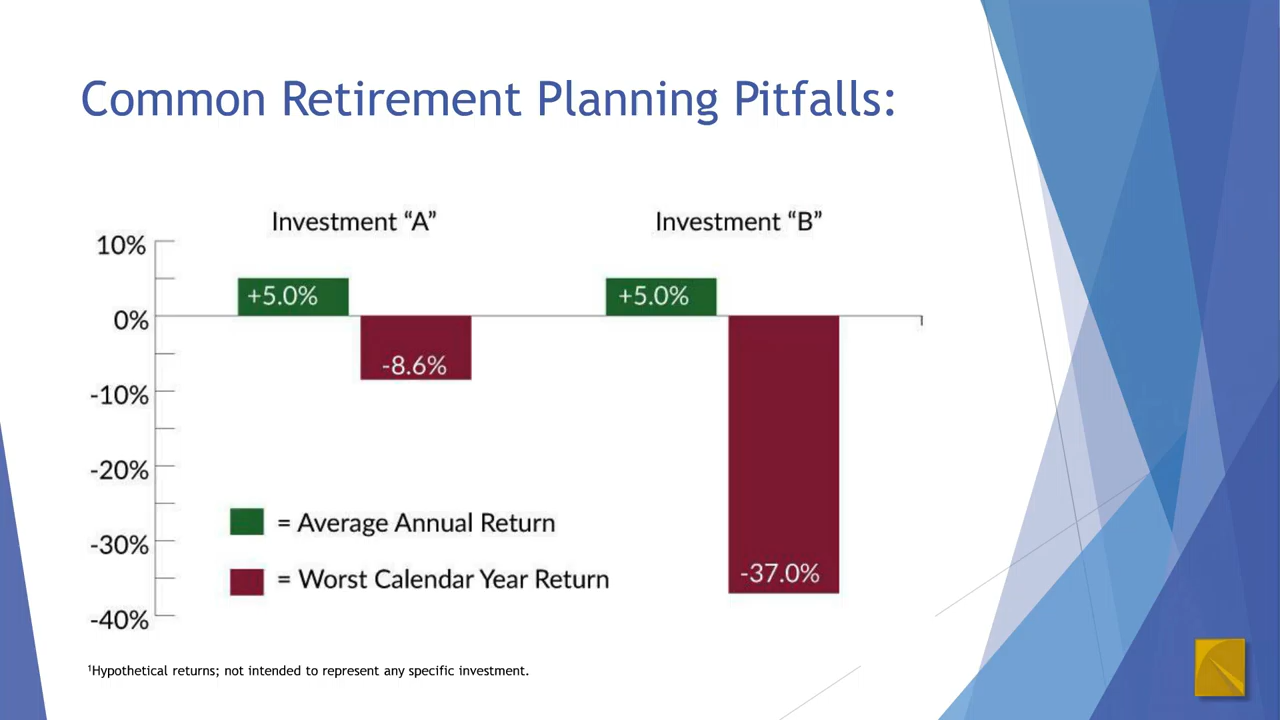 Common Retirement Planning Pitfalls:
Investment “A”
Investment “B”
10%
+5.0%
+5.0%
0%
-8.6%
-10%
-20%
= Average Annual Return
-30%
-37.0%
= Worst Calendar Year Return
-40%
¹Hypothetical returns; not intended to represent any specific investment.